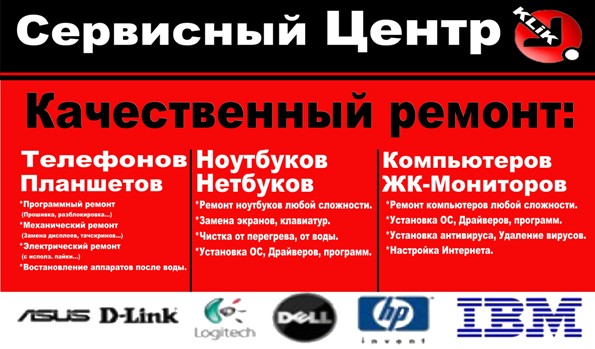 Сервисный Центр
KLiK
Качественный ремонт:
Телефонов
Планшетов
*Программный ремонт
(Прошивка, разблокировка...)
*Механический ремонт
(Замена дисплеев, тачскринов...)
*Электрический ремонт
(с испола. пайки...)
*Востановление аппаратов после воды.
Ноутбуков
Нетбуков
*Ремонт ноутбуков любой сложности.
*Замена экранов, клавиатур.
*Чистка от перегрева, от воды.
*Установка ОС, Драйверов, программ.
Компьютеров
ЖК-Мониторов
*Ремонт компьютеров любой сложности.
*Установка ОС, Драйверов, программ.
*Установка антивируса, Удаление вирусов.
*Настройка Интернета.
ASUS D-Link Logitech DELL hp invent IBM